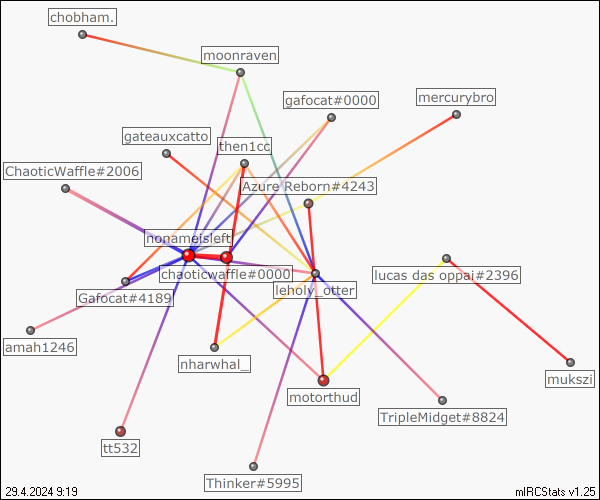 chobham.
moonraven
gafocat#0000
mercurybro
gateauxcatto
then1cc
ChaoticWaffle#2006
Azure Reborn#4243
nonameisleft
chaoticwaffle#0000
lucas das oppai#2396
Gafocat#4189
leholy_otter
amah1246
nharwhal_
mukszi
motorthud
TripleMidget#8824
tt532
Thinker#5995
29.4.2024 9:19
mIRCStats v1.25